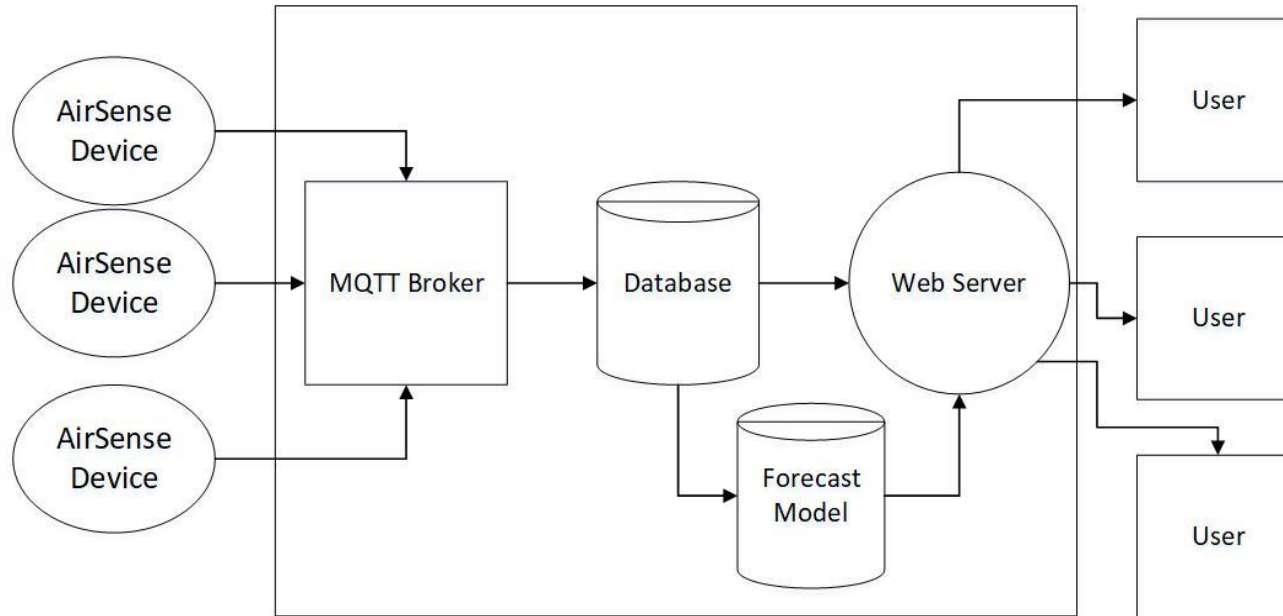 AirSense
Device
User
AirSense
Device
MQTT Broker
Database
Web Server
User
AirSense
Device
Forecast
Model
User